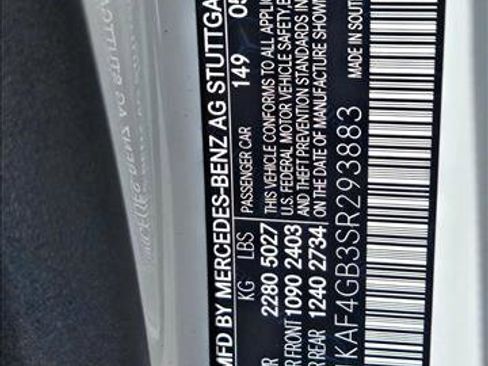 MFD BY MERCEDES-BENZ AG STUTTGA
149 05
PASSENGER CAR
KG LBS
2280 5027
FRONT 1090 2403
REAR 1240 2734
THIS VEHICLE CONFORMS TO ALL APPLI
U.S. FEDERAL MOTOR VEHICLE SAFETY,
AND THEFT PREVENTION STANDARDS IN
ON THE DATE OF MANUFACTURE SHOWN
MADE IN SOUT
KAF4GB3SR293883